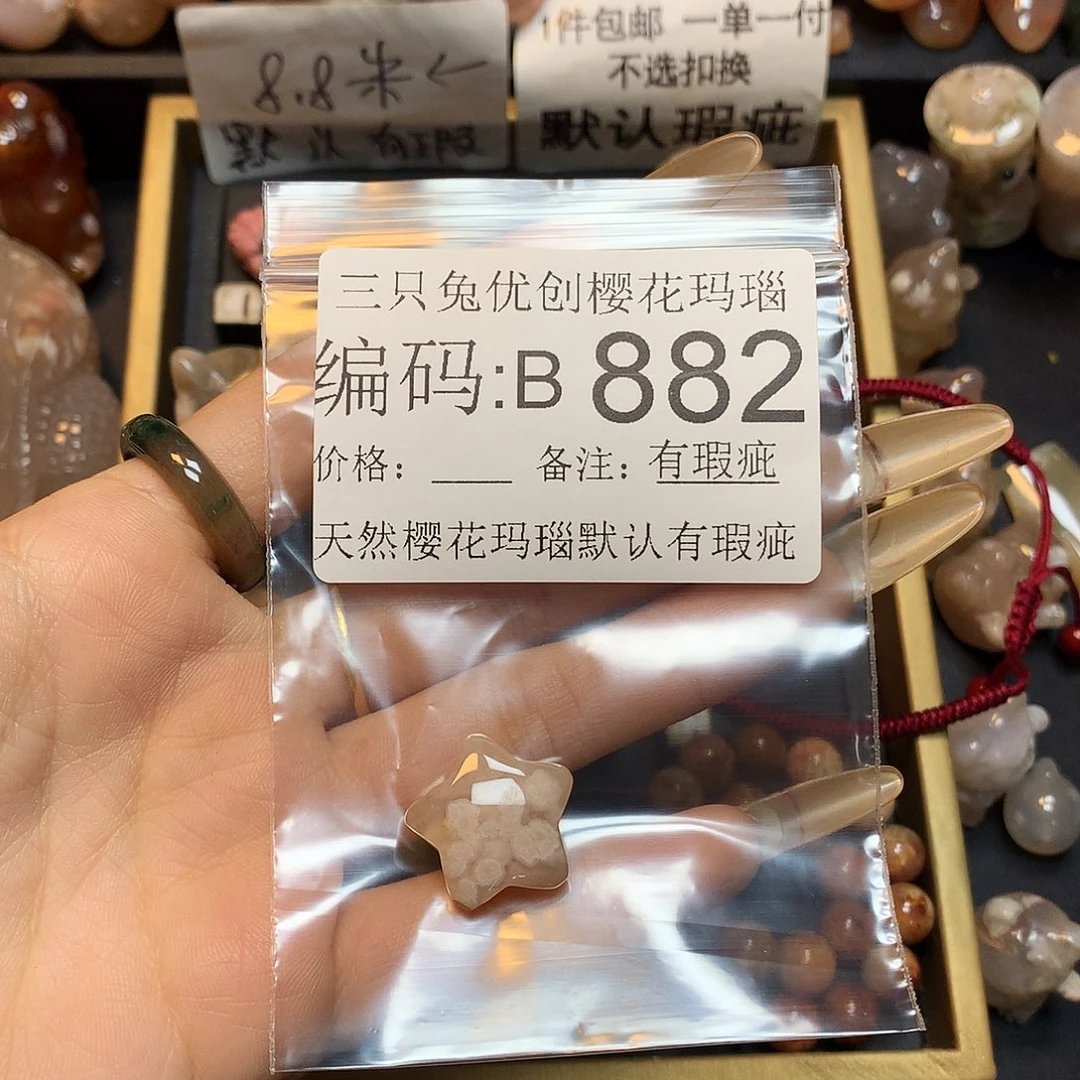 8.8米←
默认有瑕
1件包邮 一单一付
不选扣换
默认瑕疵
三只兔优创樱花玛瑙
编码:B 882
价格: ____ 备注: 有瑕疵
天然樱花玛瑙默认有瑕疵